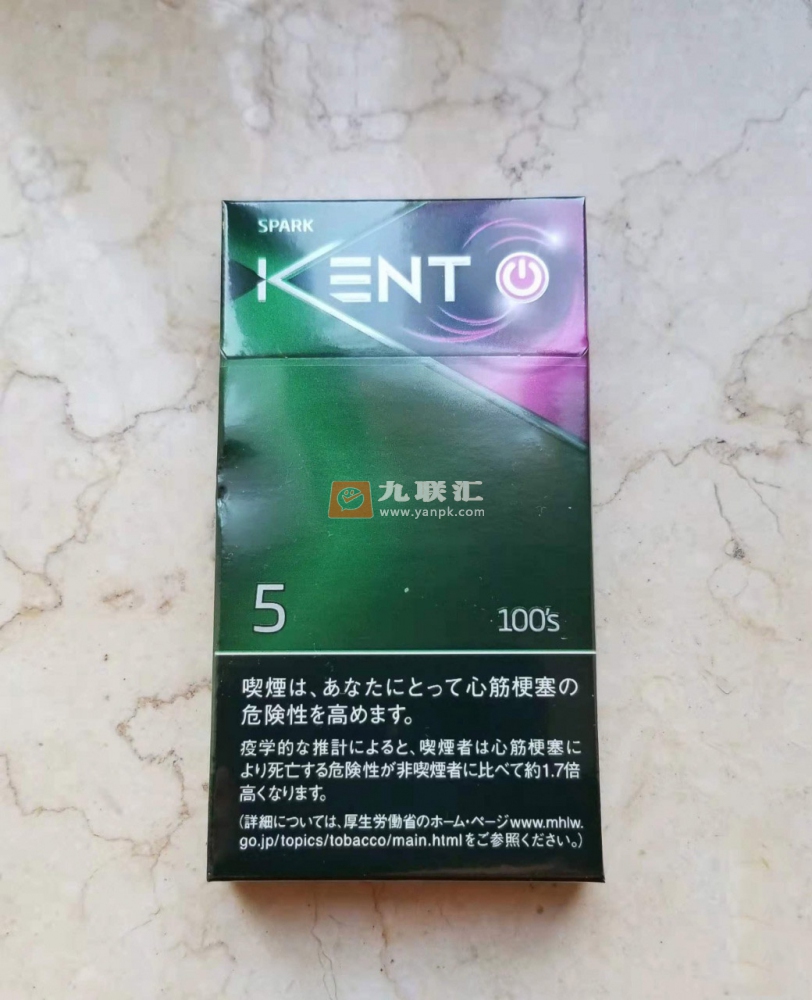 SPARK
KENT
九联汇
www.yanpk.com
5
100's
喫煙は、あなたにとって心筋梗塞の
危険性を高めます。
疫学的な推計によると、喫煙者は心筋梗塞に
より死亡する危険性が非喫煙者に比べて約1.7倍
高くなります。
(詳細については、厚生労働省のホーム・ページwww.mhlw.
go.jp/topics/tobacco/main.htmlをご参照ください。)